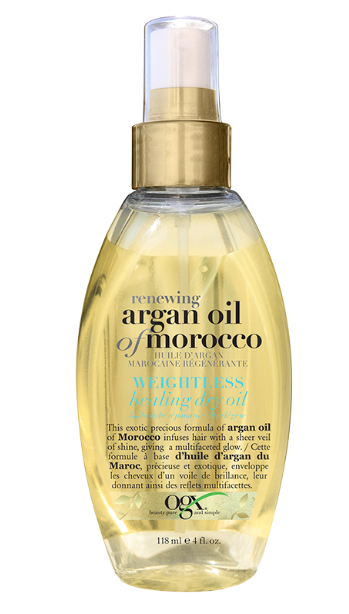 renewing
argan oil
of morocco
HUILE D'ARGAN
MAROCAINE RÉGÉNÉRANTE
WEIGHTLESS
healing dry oil
This exotic precious formula of argan oil
of Morocco infuses hair with a sheer veil
of shine, giving a multifaceted glow. / Cette
formule à base d'huile d'argan du
Maroc, précieuse et exotique, enveloppe
les cheveux d'un voile de brillance, leur
donnant ainsi des reflets multifacettes.
ogx
beauty pure and simple
118 ml e 4 fl. oz.